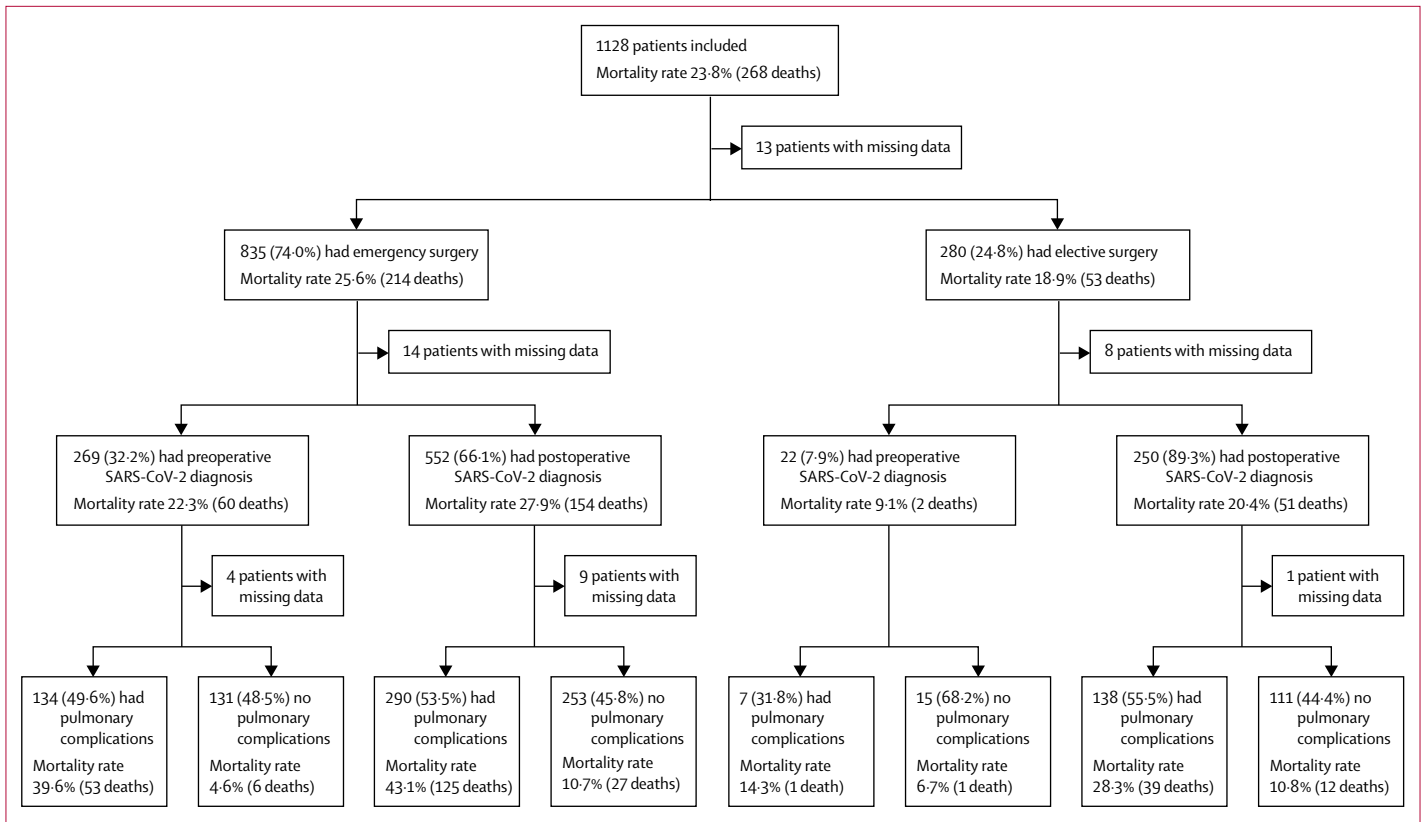 1128 patients included
Mortality rate 23·8% (268 deaths)
13 patients with missing data
835 (74·0%) had emergency surgery
Mortality rate 25·6% (214 deaths)
280 (24·8%) had elective surgery
Mortality rate 18·9% (53 deaths)
14 patients with missing data
8 patients with missing data
269 (32·2%) had preoperative
SARS-CoV-2 diagnosis
Mortality rate 22·3% (60 deaths)
552 (66·1%) had postoperative
SARS-CoV-2 diagnosis
Mortality rate 27·9% (154 deaths)
22 (7·9%) had preoperative
SARS-CoV-2 diagnosis
Mortality rate 9·1% (2 deaths)
250 (89·3%) had postoperative
SARS-CoV-2 diagnosis
Mortality rate 20·4% (51 deaths)
4 patients with
missing data
9 patients with
missing data
1 patient with
missing data
134 (49·6%) had
pulmonary
complications
Mortality rate
39·6% (53 deaths)
131 (48·5%) no
pulmonary
complications
Mortality rate
4·6% (6 deaths)
290 (53·5%) had
pulmonary
complications
Mortality rate
43·1% (125 deaths)
253 (45·8%) no
pulmonary
complications
Mortality rate
10·7% (27 deaths)
7 (31·8%) had
pulmonary
complications
Mortality rate
14·3% (1 death)
15 (68·2%) no
pulmonary
complications
Mortality rate
6·7% (1 death)
138 (55·5%) had
pulmonary
complications
Mortality rate
28·3% (39 deaths)
111 (44·4%) no
pulmonary
complications
Mortality rate
10·8% (12 deaths)